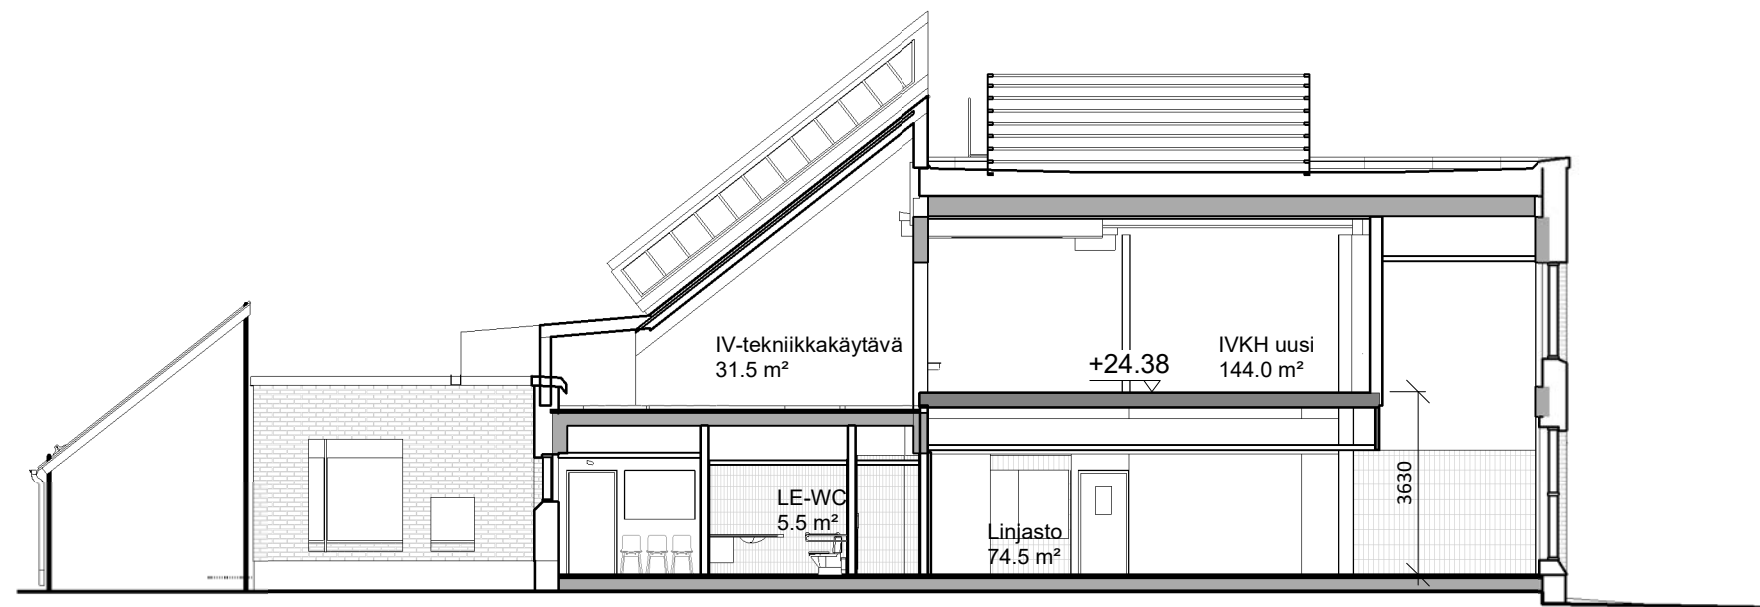 IV-tekniikkakäytävä
31.5 m²
+24.38
IVKH uusi
144.0 m²
3630
LE-WC
5.5 m²
Linjasto
74.5 m²